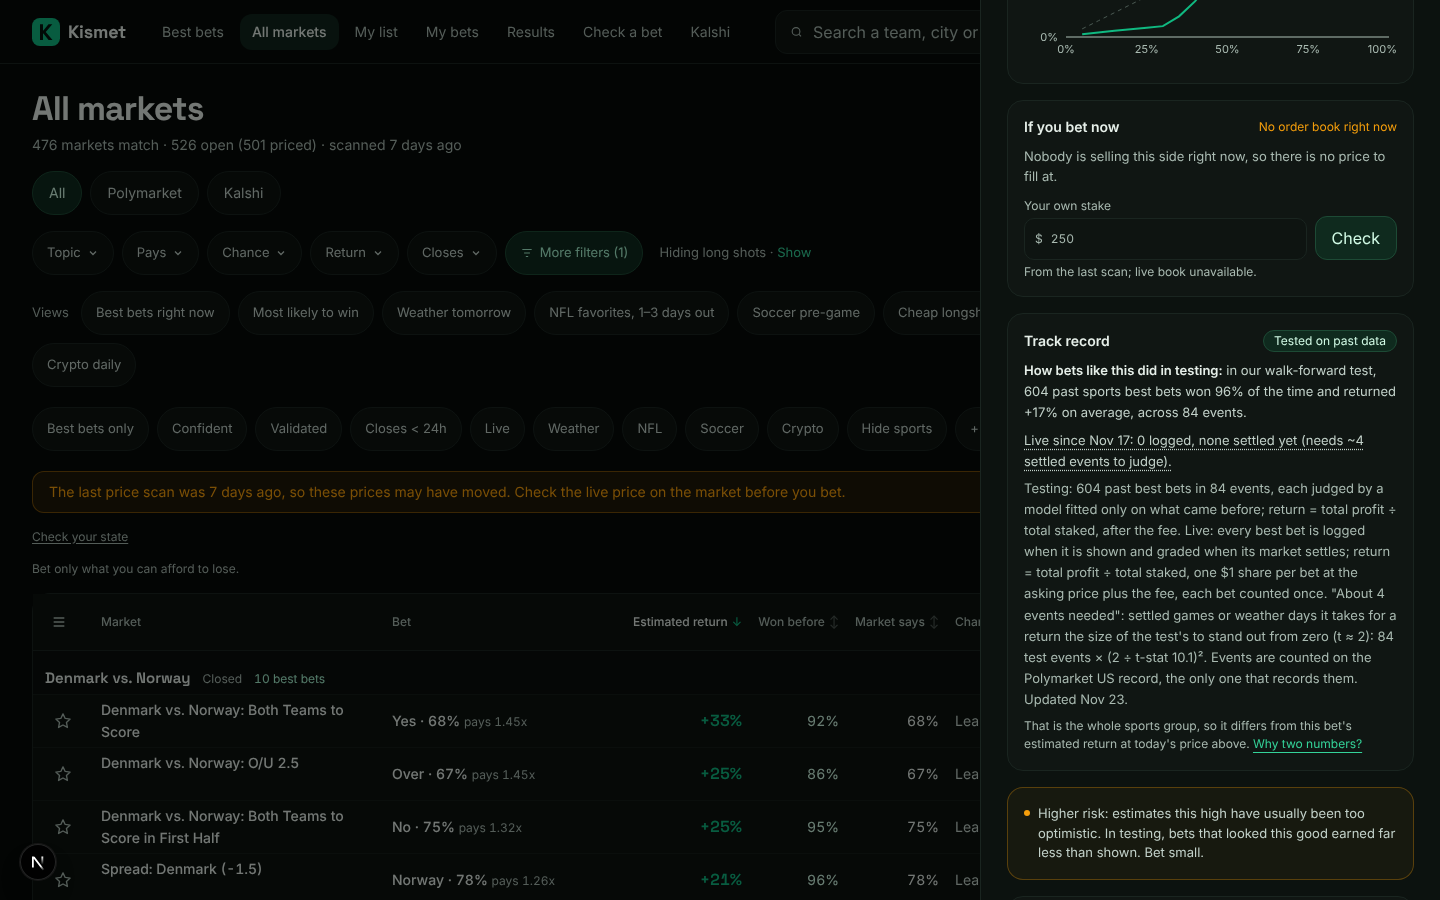 Kismet
Best bets
All markets
My list
My bets
Results
Check a bet
Kalshi
Search a team, city or
All markets
476 markets match · 526 open (501 priced) · scanned 7 days ago
All
Polymarket
Kalshi
Topic
Pays
Chance
Return
Closes
More filters (1)
Hiding long shots · Show
Views
Best bets right now
Most likely to win
Weather tomorrow
NFL favorites, 1–3 days out
Soccer pre-game
Cheap longsh
Crypto daily
Best bets only
Confident
Validated
Closes < 24h
Live
Weather
NFL
Soccer
Crypto
Hide sports
+
The last price scan was 7 days ago, so these prices may have moved. Check the live price on the market before you bet.
Check your state
Bet only what you can afford to lose.
Market
Bet
Estimated return ↓
Won before
Market says
Chan
Denmark vs. Norway Closed 10 best bets
Denmark vs. Norway: Both Teams to
Score
Yes · 68% pays 1.45x
+33%
92%
68%
Lea
Denmark vs. Norway: O/U 2.5
Over · 67% pays 1.45x
+25%
86%
67%
Lea
Denmark vs. Norway: Both Teams to
Score in First Half
No · 75% pays 1.32x
+25%
95%
75%
Lea
Spread: Denmark (-1.5)
Norway · 78% pays 1.26x
+21%
96%
78%
Lea
N
0%
0%
25%
50%
75%
100%
If you bet now
No order book right now
Nobody is selling this side right now, so there is no price to
fill at.
Your own stake
$ 250
Check
From the last scan; live book unavailable.
Track record
Tested on past data
How bets like this did in testing: in our walk-forward test,
604 past sports best bets won 96% of the time and returned
+17% on average, across 84 events.
Live since Nov 17: 0 logged, none settled yet (needs ~4
settled events to judge).
Testing: 604 past best bets in 84 events, each judged by a
model fitted only on what came before; return = total profit ÷
total staked, after the fee. Live: every best bet is logged
when it is shown and graded when its market settles; return
= total profit ÷ total staked, one $1 share per bet at the
asking price plus the fee, each bet counted once. "About 4
events needed": settled games or weather days it takes for a
return the size of the test's to stand out from zero (t ≈ 2): 84
test events × (2 ÷ t-stat 10.1)². Events are counted on the
Polymarket US record, the only one that records them.
Updated Nov 23.
That is the whole sports group, so it differs from this bet's
estimated return at today's price above. Why two numbers?
Higher risk: estimates this high have usually been too
optimistic. In testing, bets that looked this good earned far
less than shown. Bet small.